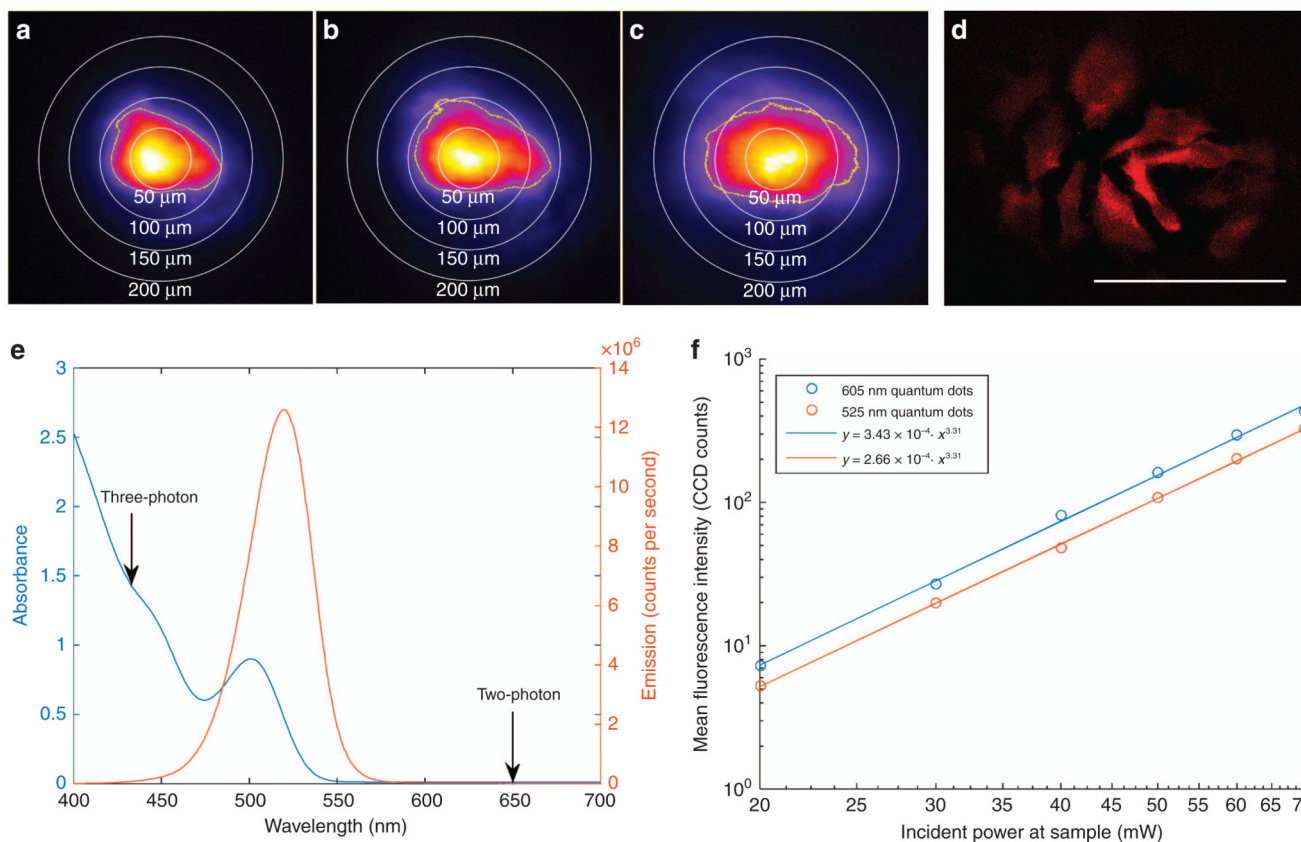 a
b
c
d
50 μm
100 μm
150 μm
200 μm
50 μm
100 μm
150 μm
200 μm
50 μm
100 μm
150 μm
200 μm
e
×10⁶
3
2.5
2
1.5
1
0.5
0
Absorbance
Three-photon
Two-photon
14
12
10
8
6
4
2
0
Emission (counts per second)
400
450
500
550
600
650
700
Wavelength (nm)
f
10³
10²
10¹
10⁰
Mean fluorescence intensity (CCD counts)
605 nm quantum dots
525 nm quantum dots
y = 3.43 × 10⁻⁴· x³·³¹
y = 2.66 × 10⁻⁴· x³·³¹
20
25
30
35
40
45
50
55
60
65
Incident power at sample (mW)